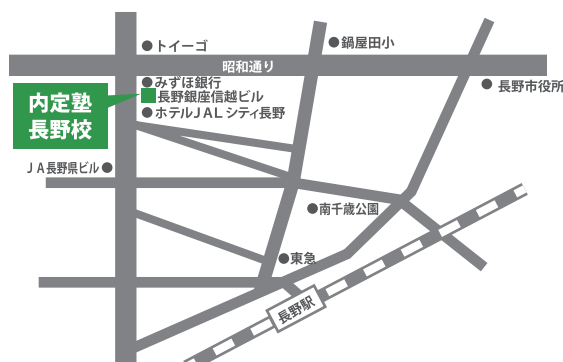 トイーゴ
鍋屋田小
昭和通り
みずほ銀行
長野市役所
長野銀座信越ビル
内定塾
長野校
ホテルJALシティ長野
JA長野県ビル
南千歳公園
東急
長野駅